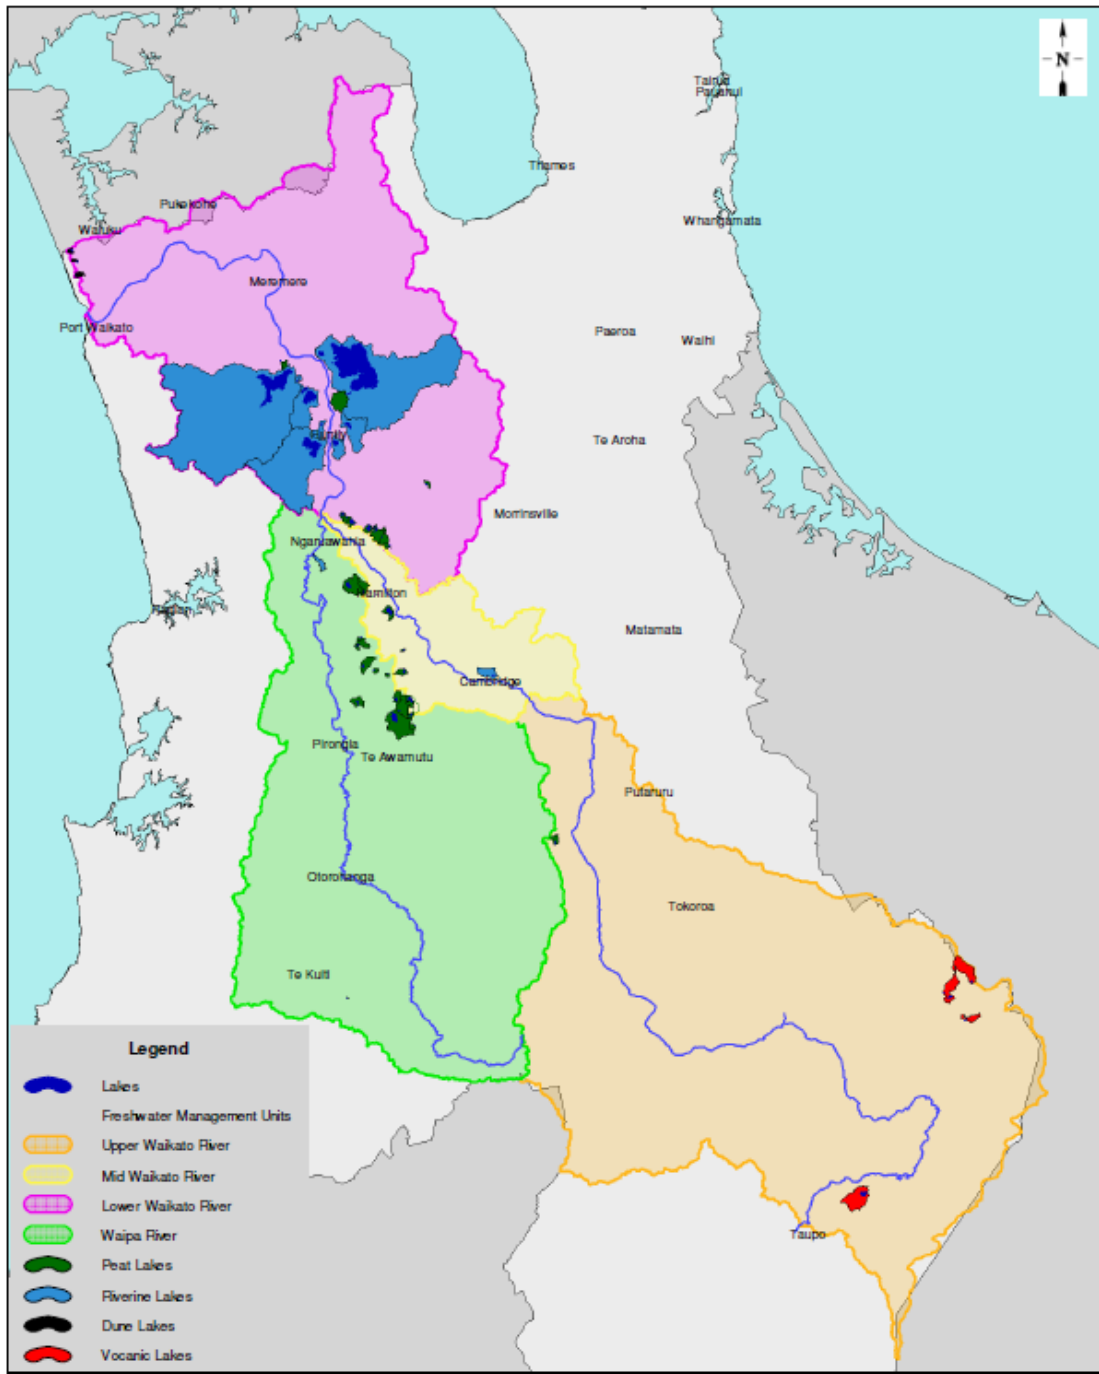 N
Tairua
Pauanui
Thames
Pukekohe
Whangamata
Waiuku
Meremere
Port Waikato
Paeroa
Waihi
Huntly
Te Aroha
Morrinsville
Ngaruawahia
Hamilton
Raglan
Matamata
Cambridge
Pirongia
Te Awamutu
Putaruru
Otorohanga
Tokoroa
Te Kuiti
Taupo
Legend
Lakes
Freshwater Management Units
Upper Waikato River
Mid Waikato River
Lower Waikato River
Waipa River
Peat Lakes
Riverine Lakes
Dune Lakes
Vocanic Lakes